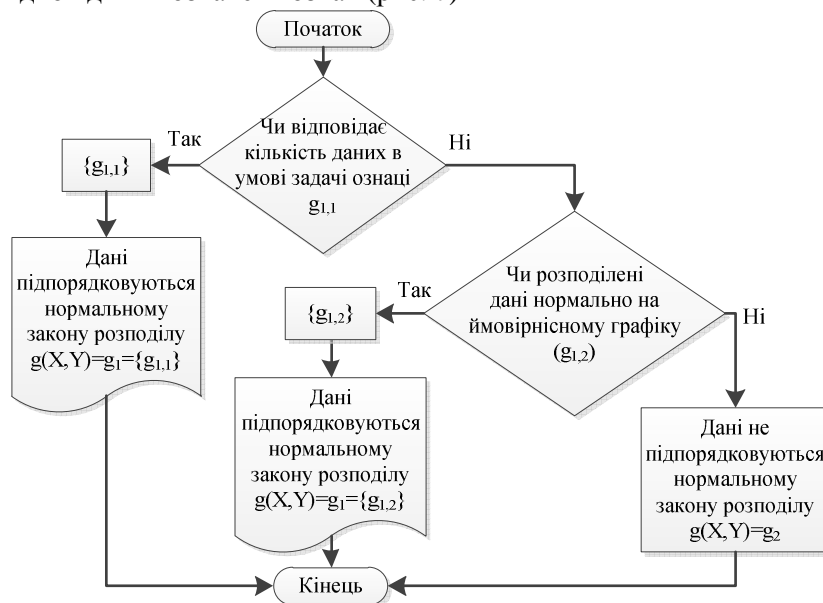 Початок
Чи відповідає
кількість даних в
умові задачі ознаці
g1,1
Так
Ні
{g1,1}
Дані
підпорядковуються
нормальному
закону розподілу
g(X,Y)=g1={g1,1}
Чи розподілені
дані нормально на
ймовірнісному графіку
(g1,2)
Так
Ні
{g1,2}
Дані
підпорядковуються
нормальному
закону розподілу
g(X,Y)=g1={g1,2}
Дані не
підпорядковуються
нормальному
закону розподілу
g(X,Y)=g2
Кінець